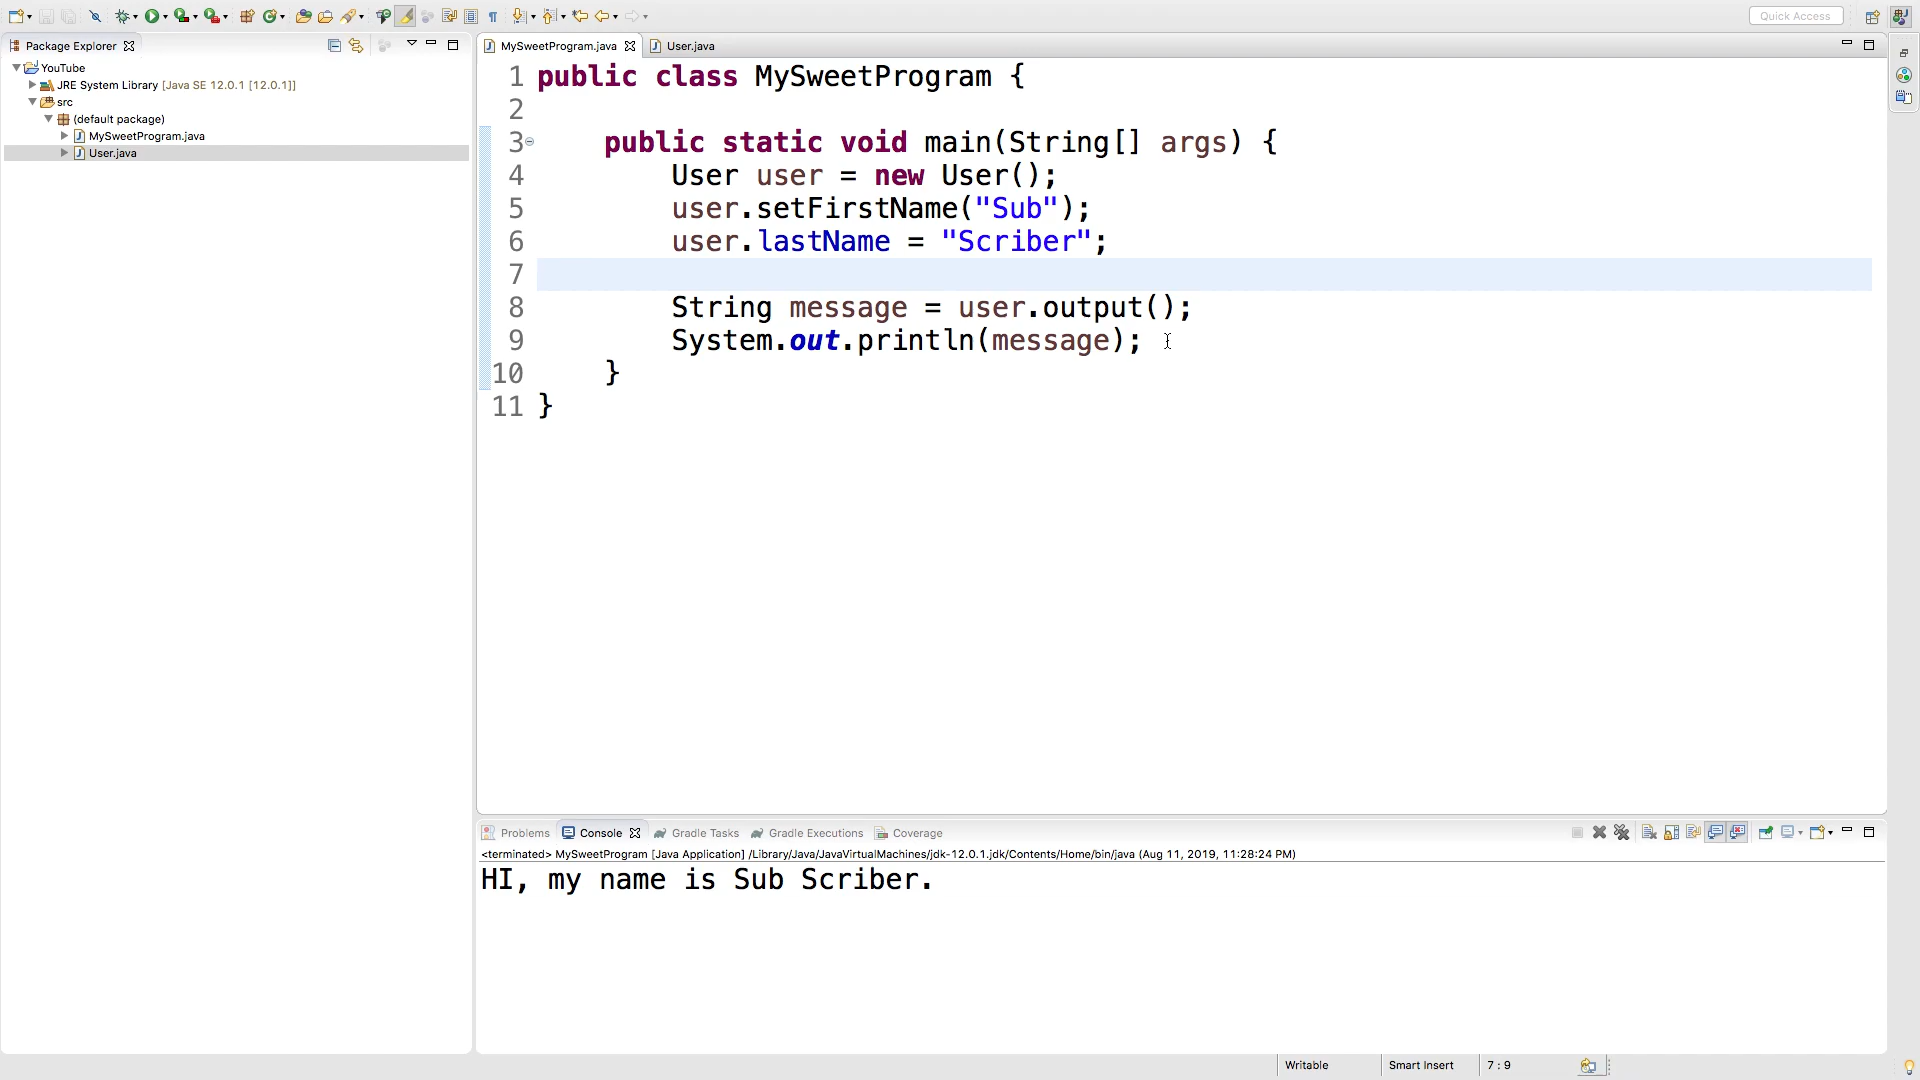 Quick Access
Package Explorer
YouTube
JRE System Library [Java SE 12.0.1 [12.0.1]]
src
(default package)
MySweetProgram.java
User.java
MySweetProgram.java
User.java
1 public class MySweetProgram {
2
3 public static void main(String[] args) {
4 User user = new User();
5 user.setFirstName("Sub");
6 user.lastName = "Scriber";
7
8 String message = user.output();
9 System.out.println(message);
10 }
11 }
Problems Console Gradle Tasks Gradle Executions Coverage
<terminated> MySweetProgram [Java Application] /Library/Java/JavaVirtualMachines/jdk-12.0.1.jdk/Contents/Home/bin/java (Aug 11, 2019, 11:28:24 PM)
HI, my name is Sub Scriber.
Writable Smart Insert 7 : 9